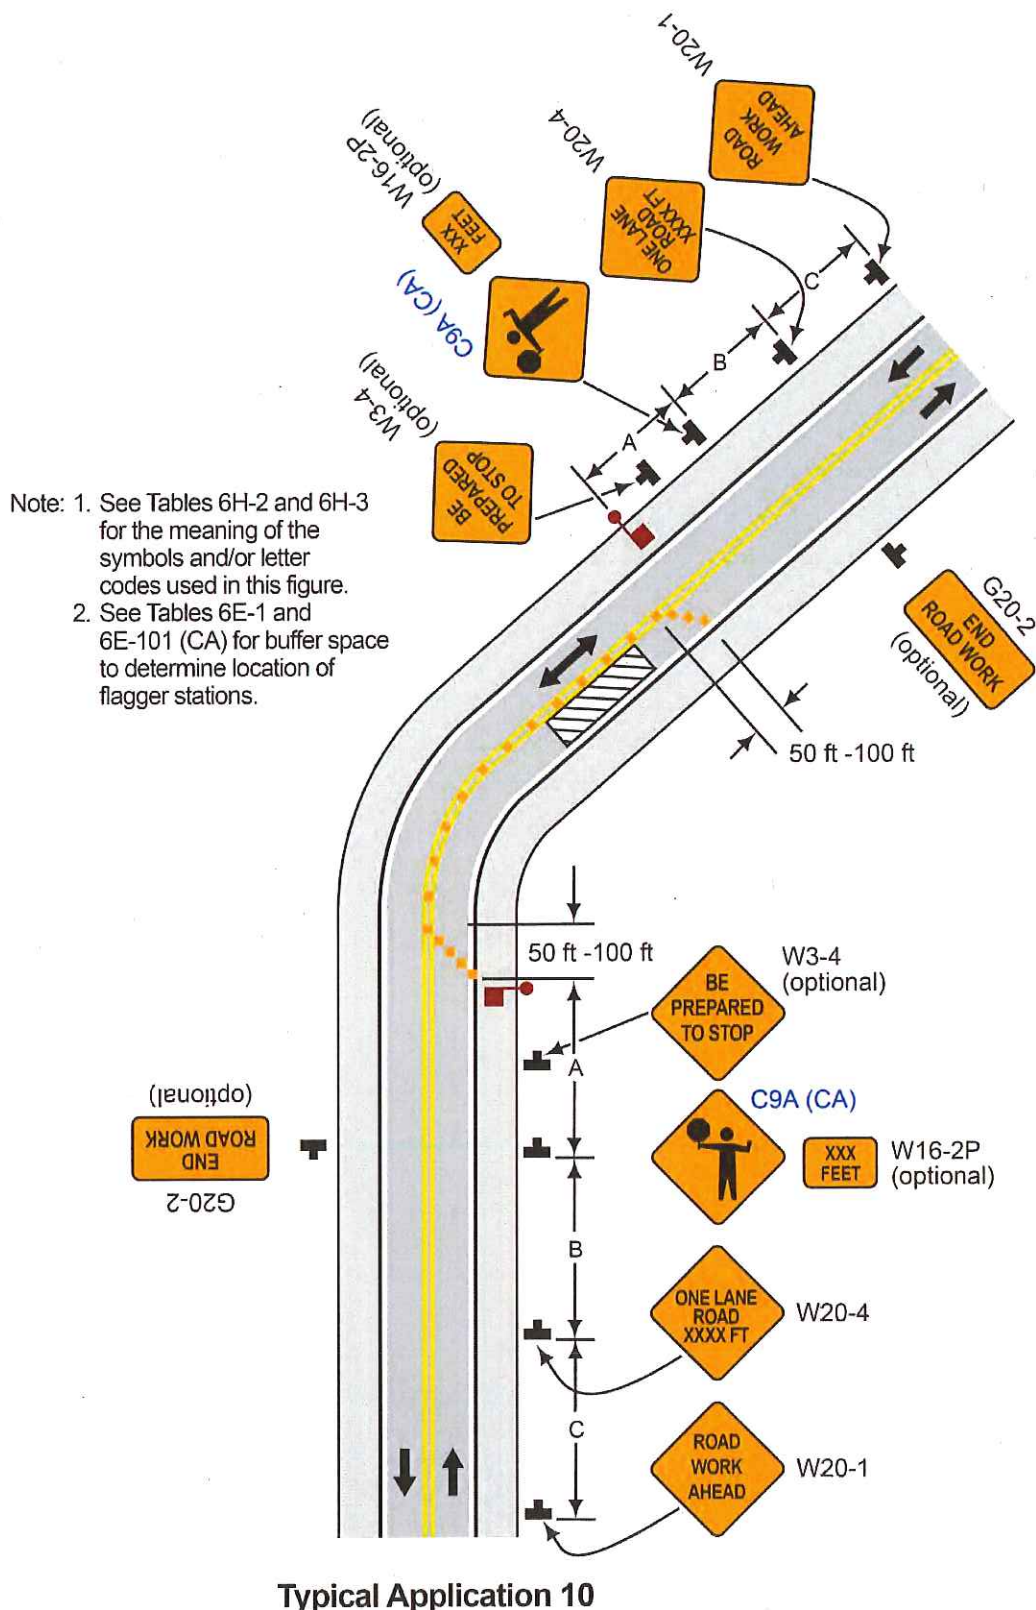 W20-1
ROAD
WORK
AHEAD
W20-4
ONE LANE
ROAD
XXXX FT
W16-2P
(optional)
XXX
FEET
C9A (CA)
W3-4
(optional)
BE
PREPARED
TO STOP
C
B
A
Note: 1. See Tables 6H-2 and 6H-3
for the meaning of the
symbols and/or letter
codes used in this figure.
2. See Tables 6E-1 and
6E-101 (CA) for buffer space
to determine location of
flagger stations.
G20-2
END
ROAD WORK
(optional)
50 ft -100 ft
50 ft -100 ft
W3-4
(optional)
BE
PREPARED
TO STOP
A
C9A (CA)
XXX
FEET
W16-2P
(optional)
G20-2
END
ROAD WORK
(optional)
B
ONE LANE
ROAD
XXXX FT
W20-4
C
ROAD
WORK
AHEAD
W20-1
Typical Application 10